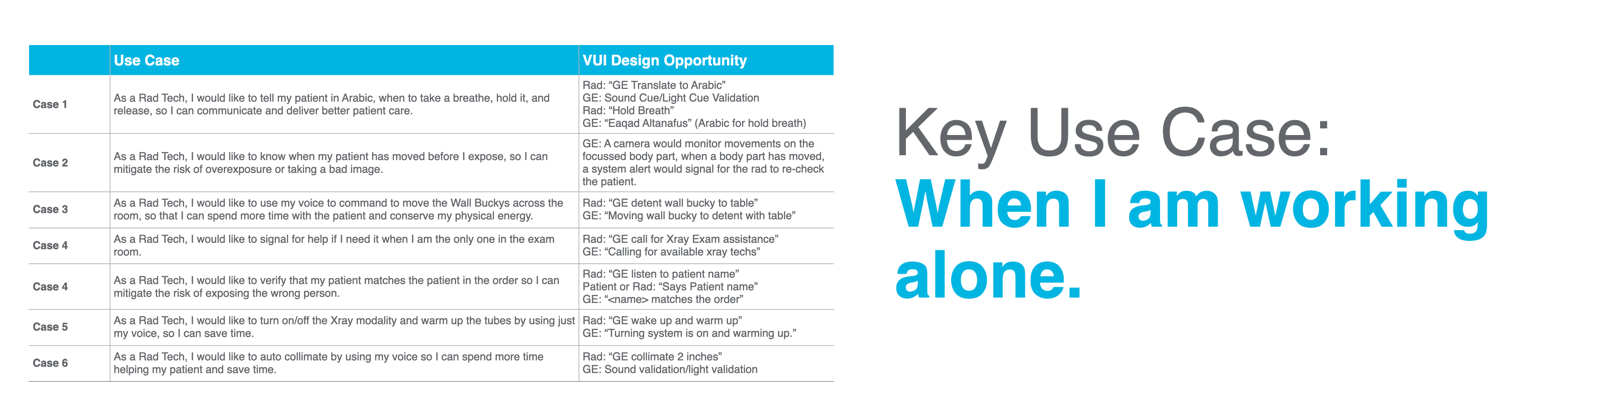 Use Case
VUI Design Opportunity
Case 1
As a Rad Tech, I would like to tell my patient in Arabic, when to take a breathe, hold it, and
release, so I can communicate and deliver better patient care.
Rad: “GE Translate to Arabic”
GE: Sound Cue/Light Cue Validation
Rad: “Hold Breath”
GE: “Eaqad Altanafus” (Arabic for hold breath)
Case 2
As a Rad Tech, I would like to know when my patient has moved before I expose, so I can
mitigate the risk of overexposure or taking a bad image.
GE: A camera would monitor movements on the
focussed body part, when a body part has moved,
a system alert would signal for the rad to re-check
the patient.
Case 3
As a Rad Tech, I would like to use my voice to command to move the Wall Buckys across the
room, so that I can spend more time with the patient and conserve my physical energy.
Rad: “GE detent wall bucky to table”
GE: “Moving wall bucky to detent with table”
Case 4
As a Rad Tech, I would like to signal for help if I need it when I am the only one in the exam
room.
Rad: “GE call for Xray Exam assistance”
GE: “Calling for available xray techs”
Case 4
As a Rad Tech, I would like to verify that my patient matches the patient in the order so I can
mitigate the risk of exposing the wrong person.
Rad: “GE listen to patient name”
Patient or Rad: “Says Patient name”
GE: “<name> matches the order”
Case 5
As a Rad Tech, I would like to turn on/off the Xray modality and warm up the tubes by using just
my voice, so I can save time.
Rad: “GE wake up and warm up”
GE: “Turning system is on and warming up.”
Case 6
As a Rad Tech, I would like to auto collimate by using my voice so I can spend more time
helping my patient and save time.
Rad: “GE collimate 2 inches”
GE: Sound validation/light validation
Key Use Case:
When I am working
alone.